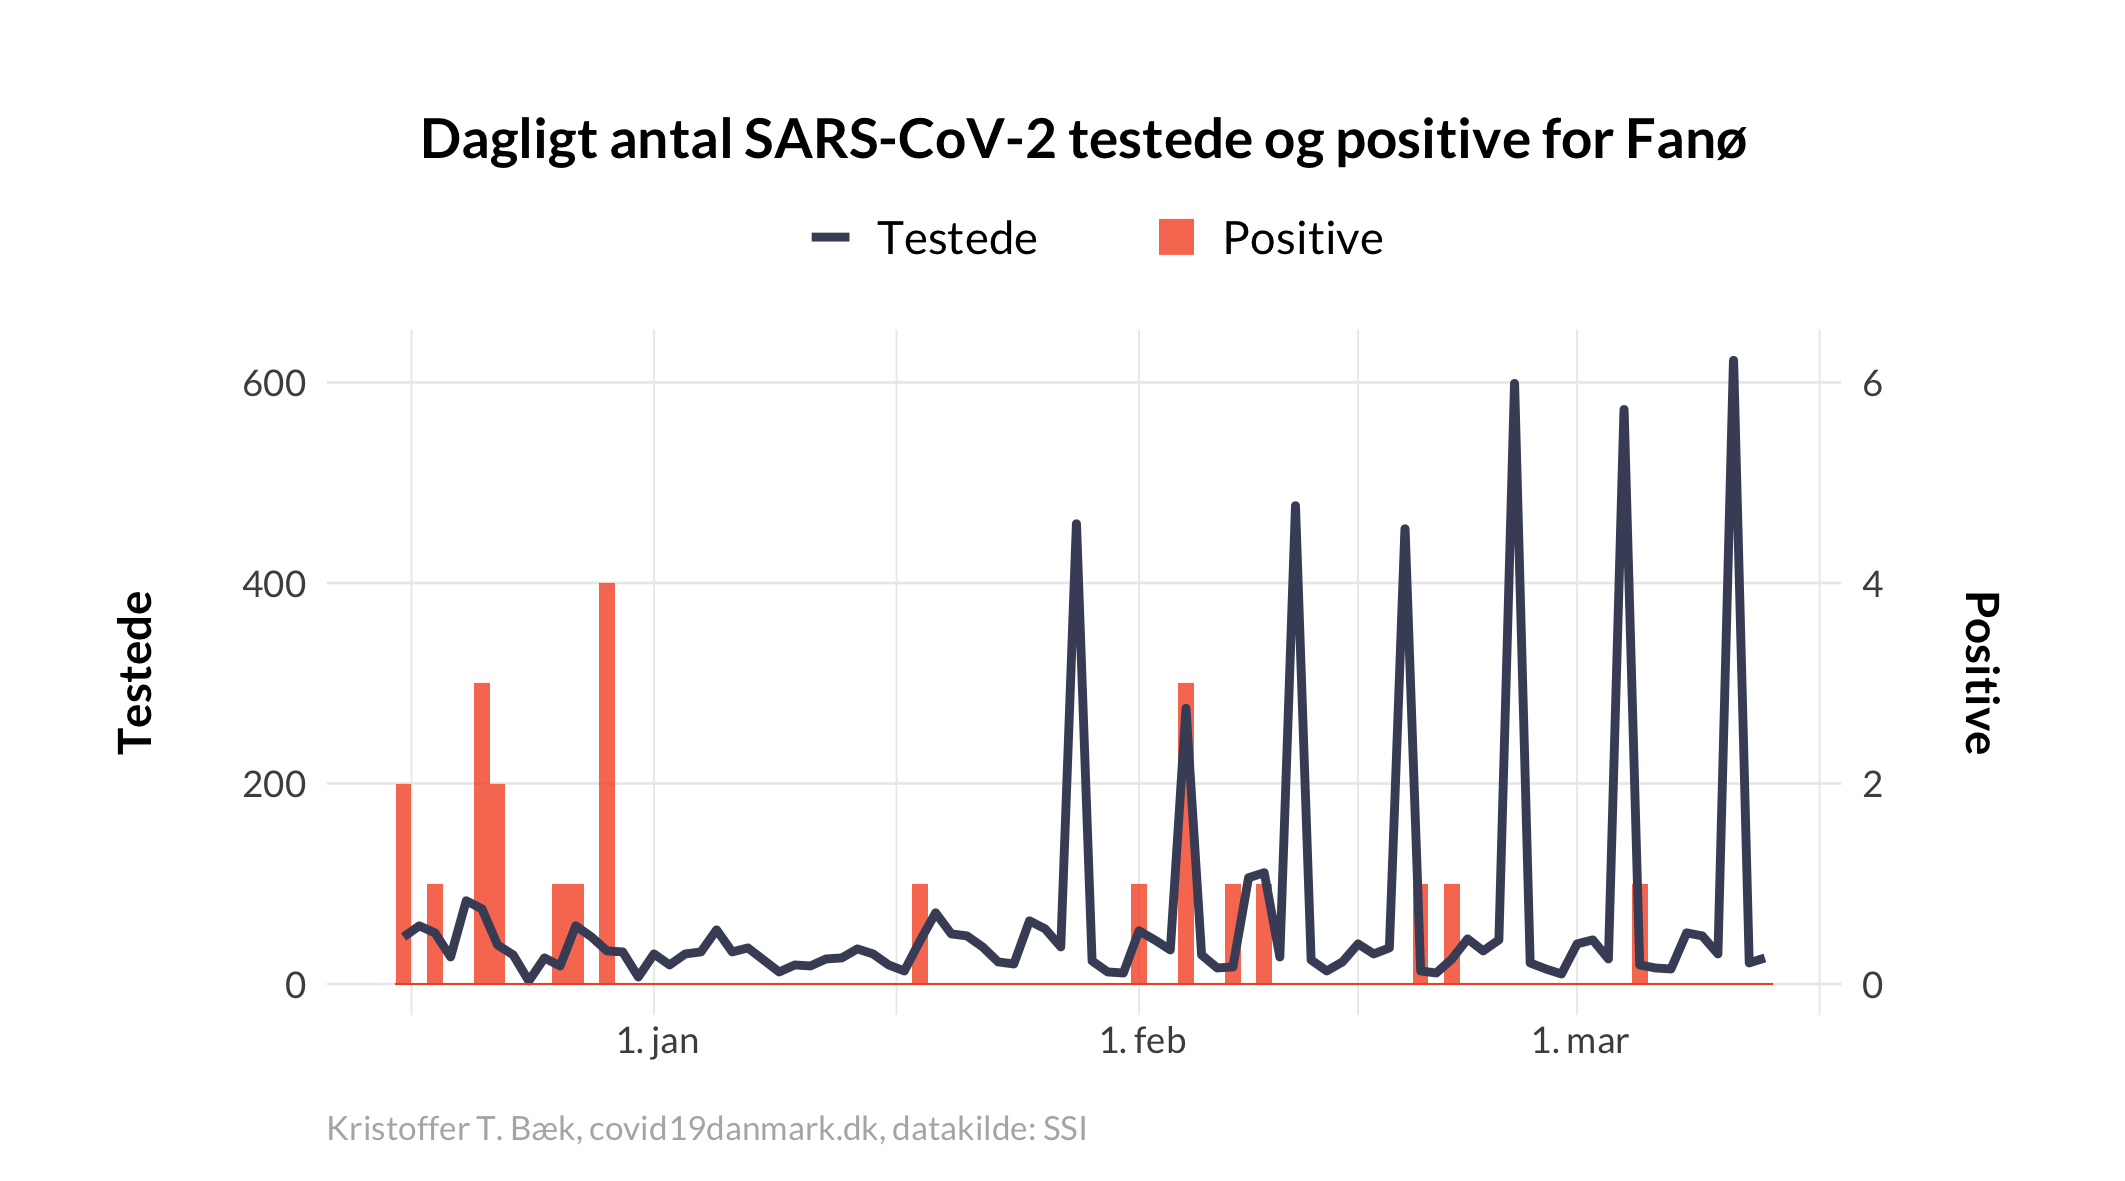 Dagligt antal SARS-CoV-2 testede og positive for Fanø
Testede Positive
600 6
400 4
200 2
0 0
Testede
Positive
1. jan 1. feb 1. mar
Kristoffer T. Bæk, covid19danmark.dk, datakilde: SSI